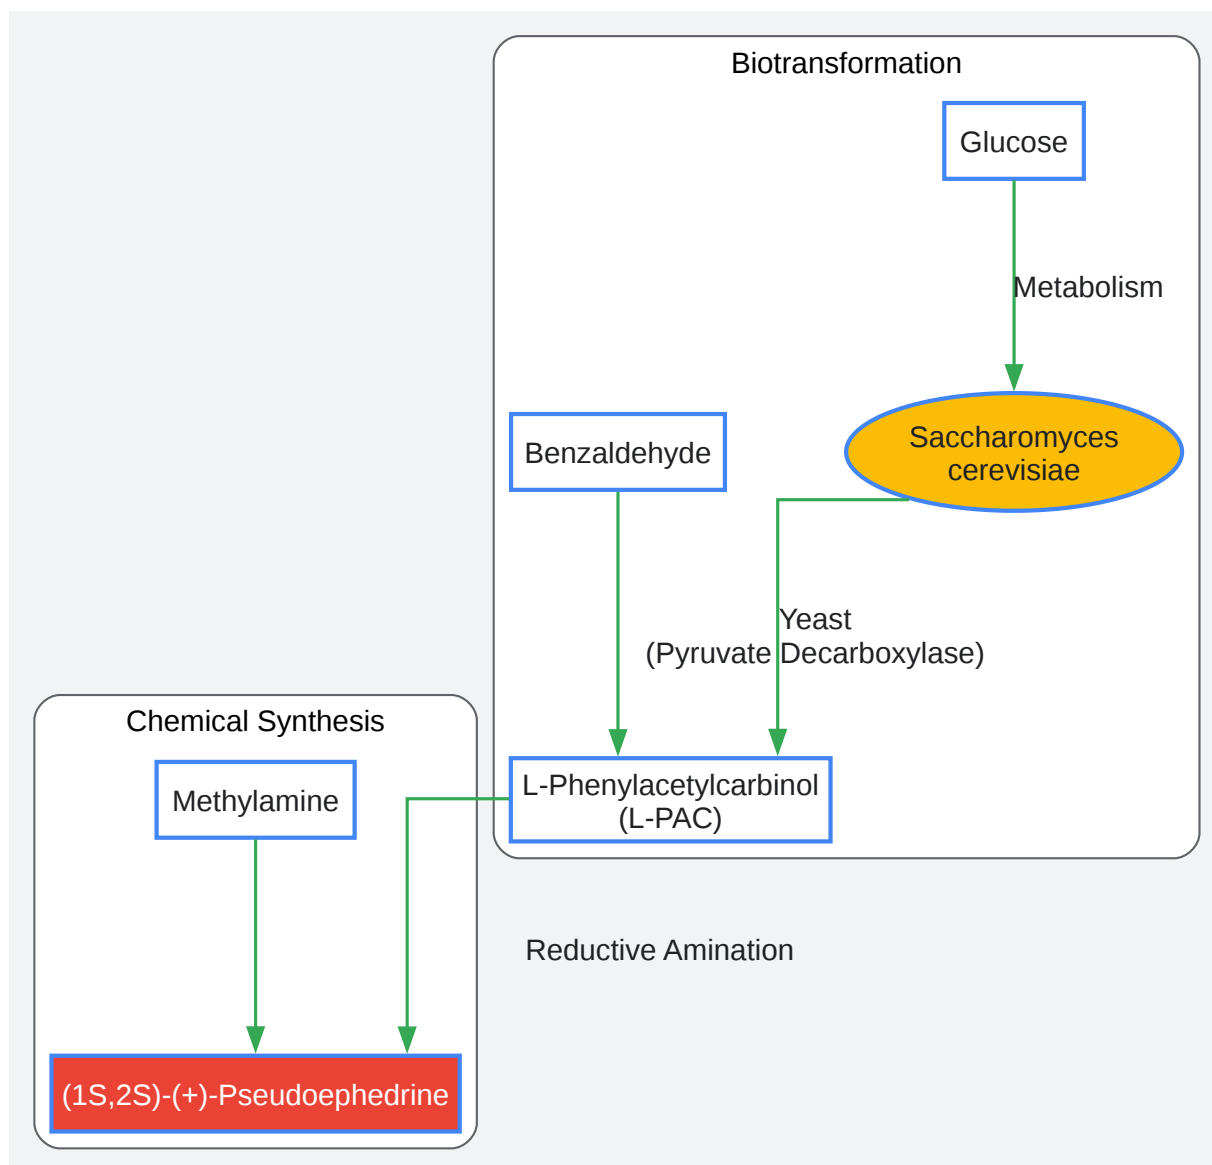 Biotransformation
Glucose
Metabolism
Saccharomyces
cerevisiae
Benzaldehyde
Yeast
(Pyruvate Decarboxylase)
L-Phenylacetylcarbinol
(L-PAC)
Chemical Synthesis
Methylamine
Reductive Amination
(1S,2S)-(+)-Pseudoephedrine